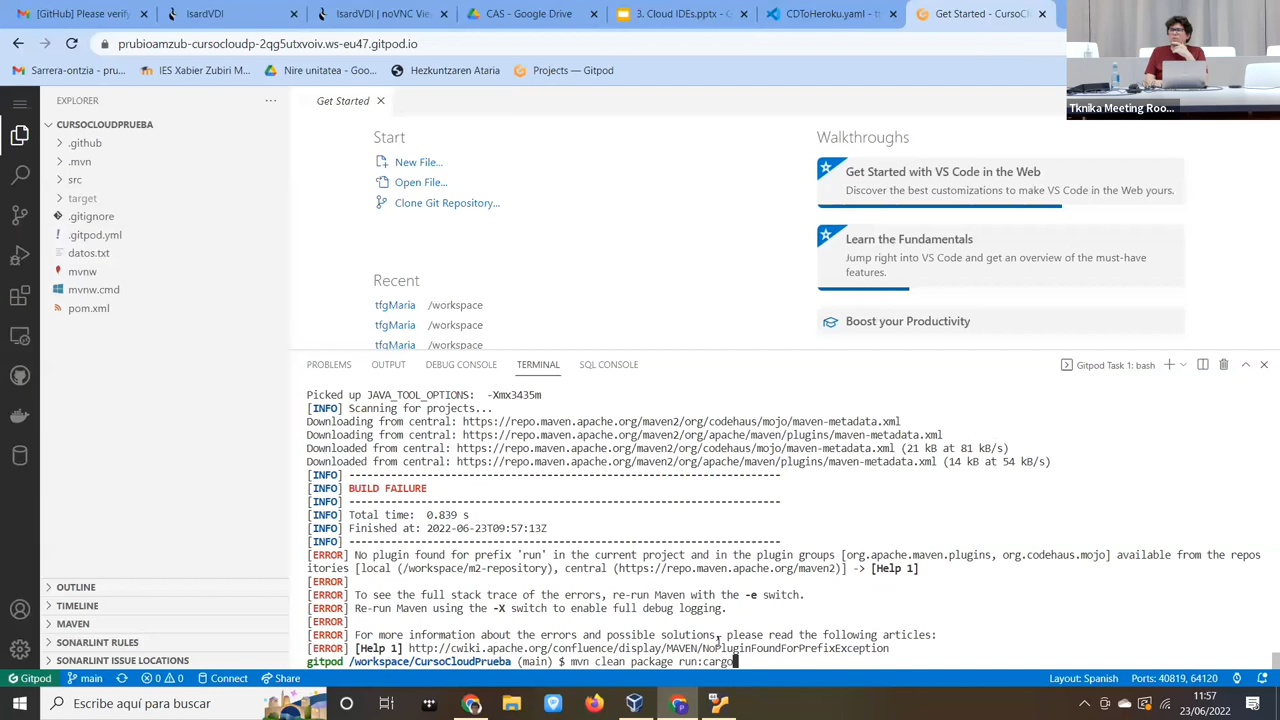 IsardVDI
2. Git.pptx - Google
3. Cloud IDEs.pptx -
prubioamzub-cursocloudp-2qg5utxvoiv.ws-eu47.gitpod.io
Sarrera-ontzia - pru...
IES Xabier Zubiri M...
Nire unitatea - Goog...
Hezkuntzaren Ataria
Projects — Gitpod
Tknika Meeting Roo...
EXPLORER
Get Started
CURSOCLOUDPRUEBA
.github
.mvn
src
target
.gitignore
.gitpod.yml
datos.txt
mvnw
mvnw.cmd
pom.xml
Start
New File...
Open File...
Clone Git Repository...
Recent
tfgMaria /workspace
tfgMaria /workspace
tfgMaria /workspace
Walkthroughs
Get Started with VS Code in the Web
Discover the best customizations to make VS Code in the Web yours.
Learn the Fundamentals
Jump right into VS Code and get an overview of the must-have
features.
Boost your Productivity
PROBLEMS OUTPUT DEBUG CONSOLE TERMINAL SQL CONSOLE
Gitpod Task 1: bash
Picked up JAVA_TOOL_OPTIONS: -Xmx3435m
[INFO] Scanning for projects...
Downloading from central: https://repo.maven.apache.org/maven2/org/codehaus/mojo/maven-metadata.xml
Downloading from central: https://repo.maven.apache.org/maven2/org/apache/maven/plugins/maven-metadata.xml
Downloaded from central: https://repo.maven.apache.org/maven2/org/codehaus/mojo/maven-metadata.xml (21 kB at 81 kB/s)
Downloaded from central: https://repo.maven.apache.org/maven2/org/apache/maven/plugins/maven-metadata.xml (14 kB at 54 kB/s)
[INFO] ------------------------------------------------------------------------
[INFO] BUILD FAILURE
[INFO] ------------------------------------------------------------------------
[INFO] Total time: 0.839 s
[INFO] Finished at: 2022-06-23T09:57:13Z
[INFO] ------------------------------------------------------------------------
[ERROR] No plugin found for prefix 'run' in the current project and in the plugin groups [org.apache.maven.plugins, org.codehaus.mojo] available from the repos
itories [local (/workspace/m2-repository), central (https://repo.maven.apache.org/maven2)] -> [Help 1]
[ERROR]
[ERROR] To see the full stack trace of the errors, re-run Maven with the -e switch.
[ERROR] Re-run Maven using the -X switch to enable full debug logging.
[ERROR]
[ERROR] For more information about the errors and possible solutions, please read the following articles:
[ERROR] [Help 1] http://cwiki.apache.org/confluence/display/MAVEN/NoPluginFoundForPrefixException
gitpod /workspace/CursoCloudPrueba (main) $ mvn clean package run:cargo
OUTLINE
TIMELINE
MAVEN
SONARLINT RULES
SONARLINT ISSUE LOCATIONS
Gitpod main Connect Share
Layout: Spanish Ports: 40819, 64120
Escribe aquí para buscar
11:57
23/06/2022